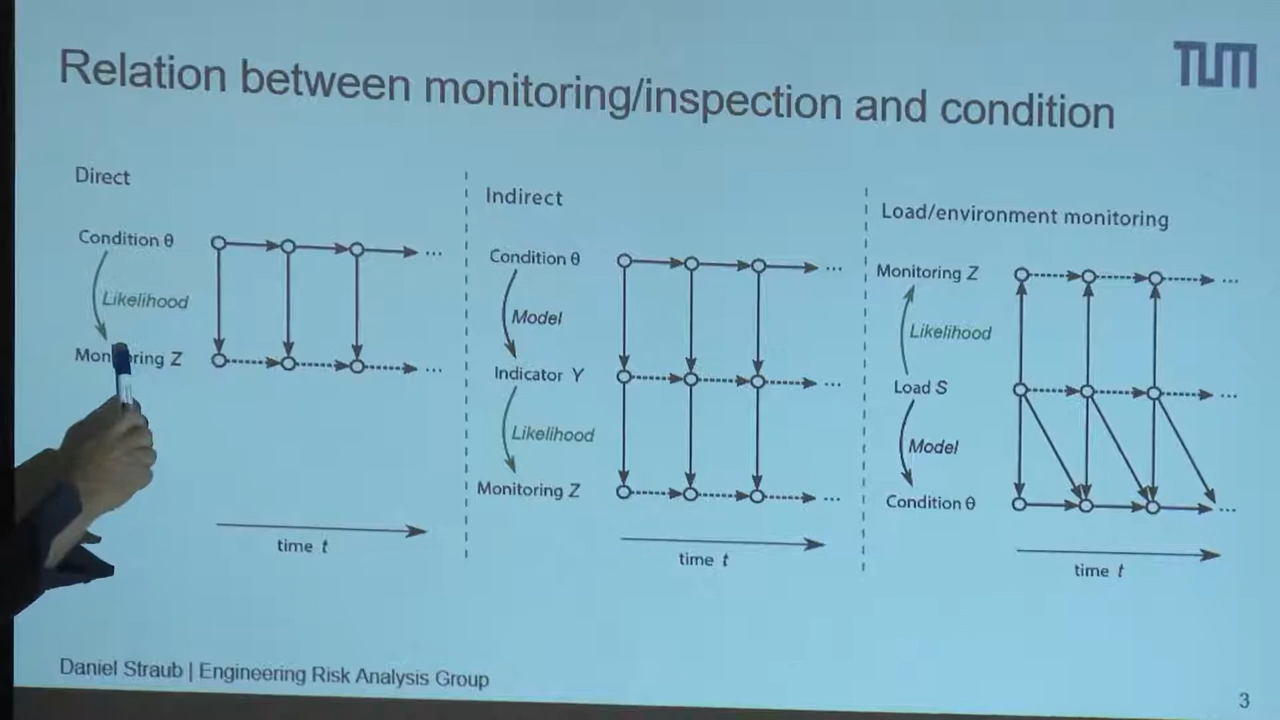 Relation between monitoring/inspection and condition
TUM
Direct
Condition θ
Likelihood
Monitoring Z
...
...
time t
Indirect
Condition θ
Model
Indicator Y
Likelihood
Monitoring Z
...
...
...
time t
Load/environment monitoring
Monitoring Z
Likelihood
Load S
Model
Condition θ
...
...
...
time t
Daniel Straub | Engineering Risk Analysis Group
3